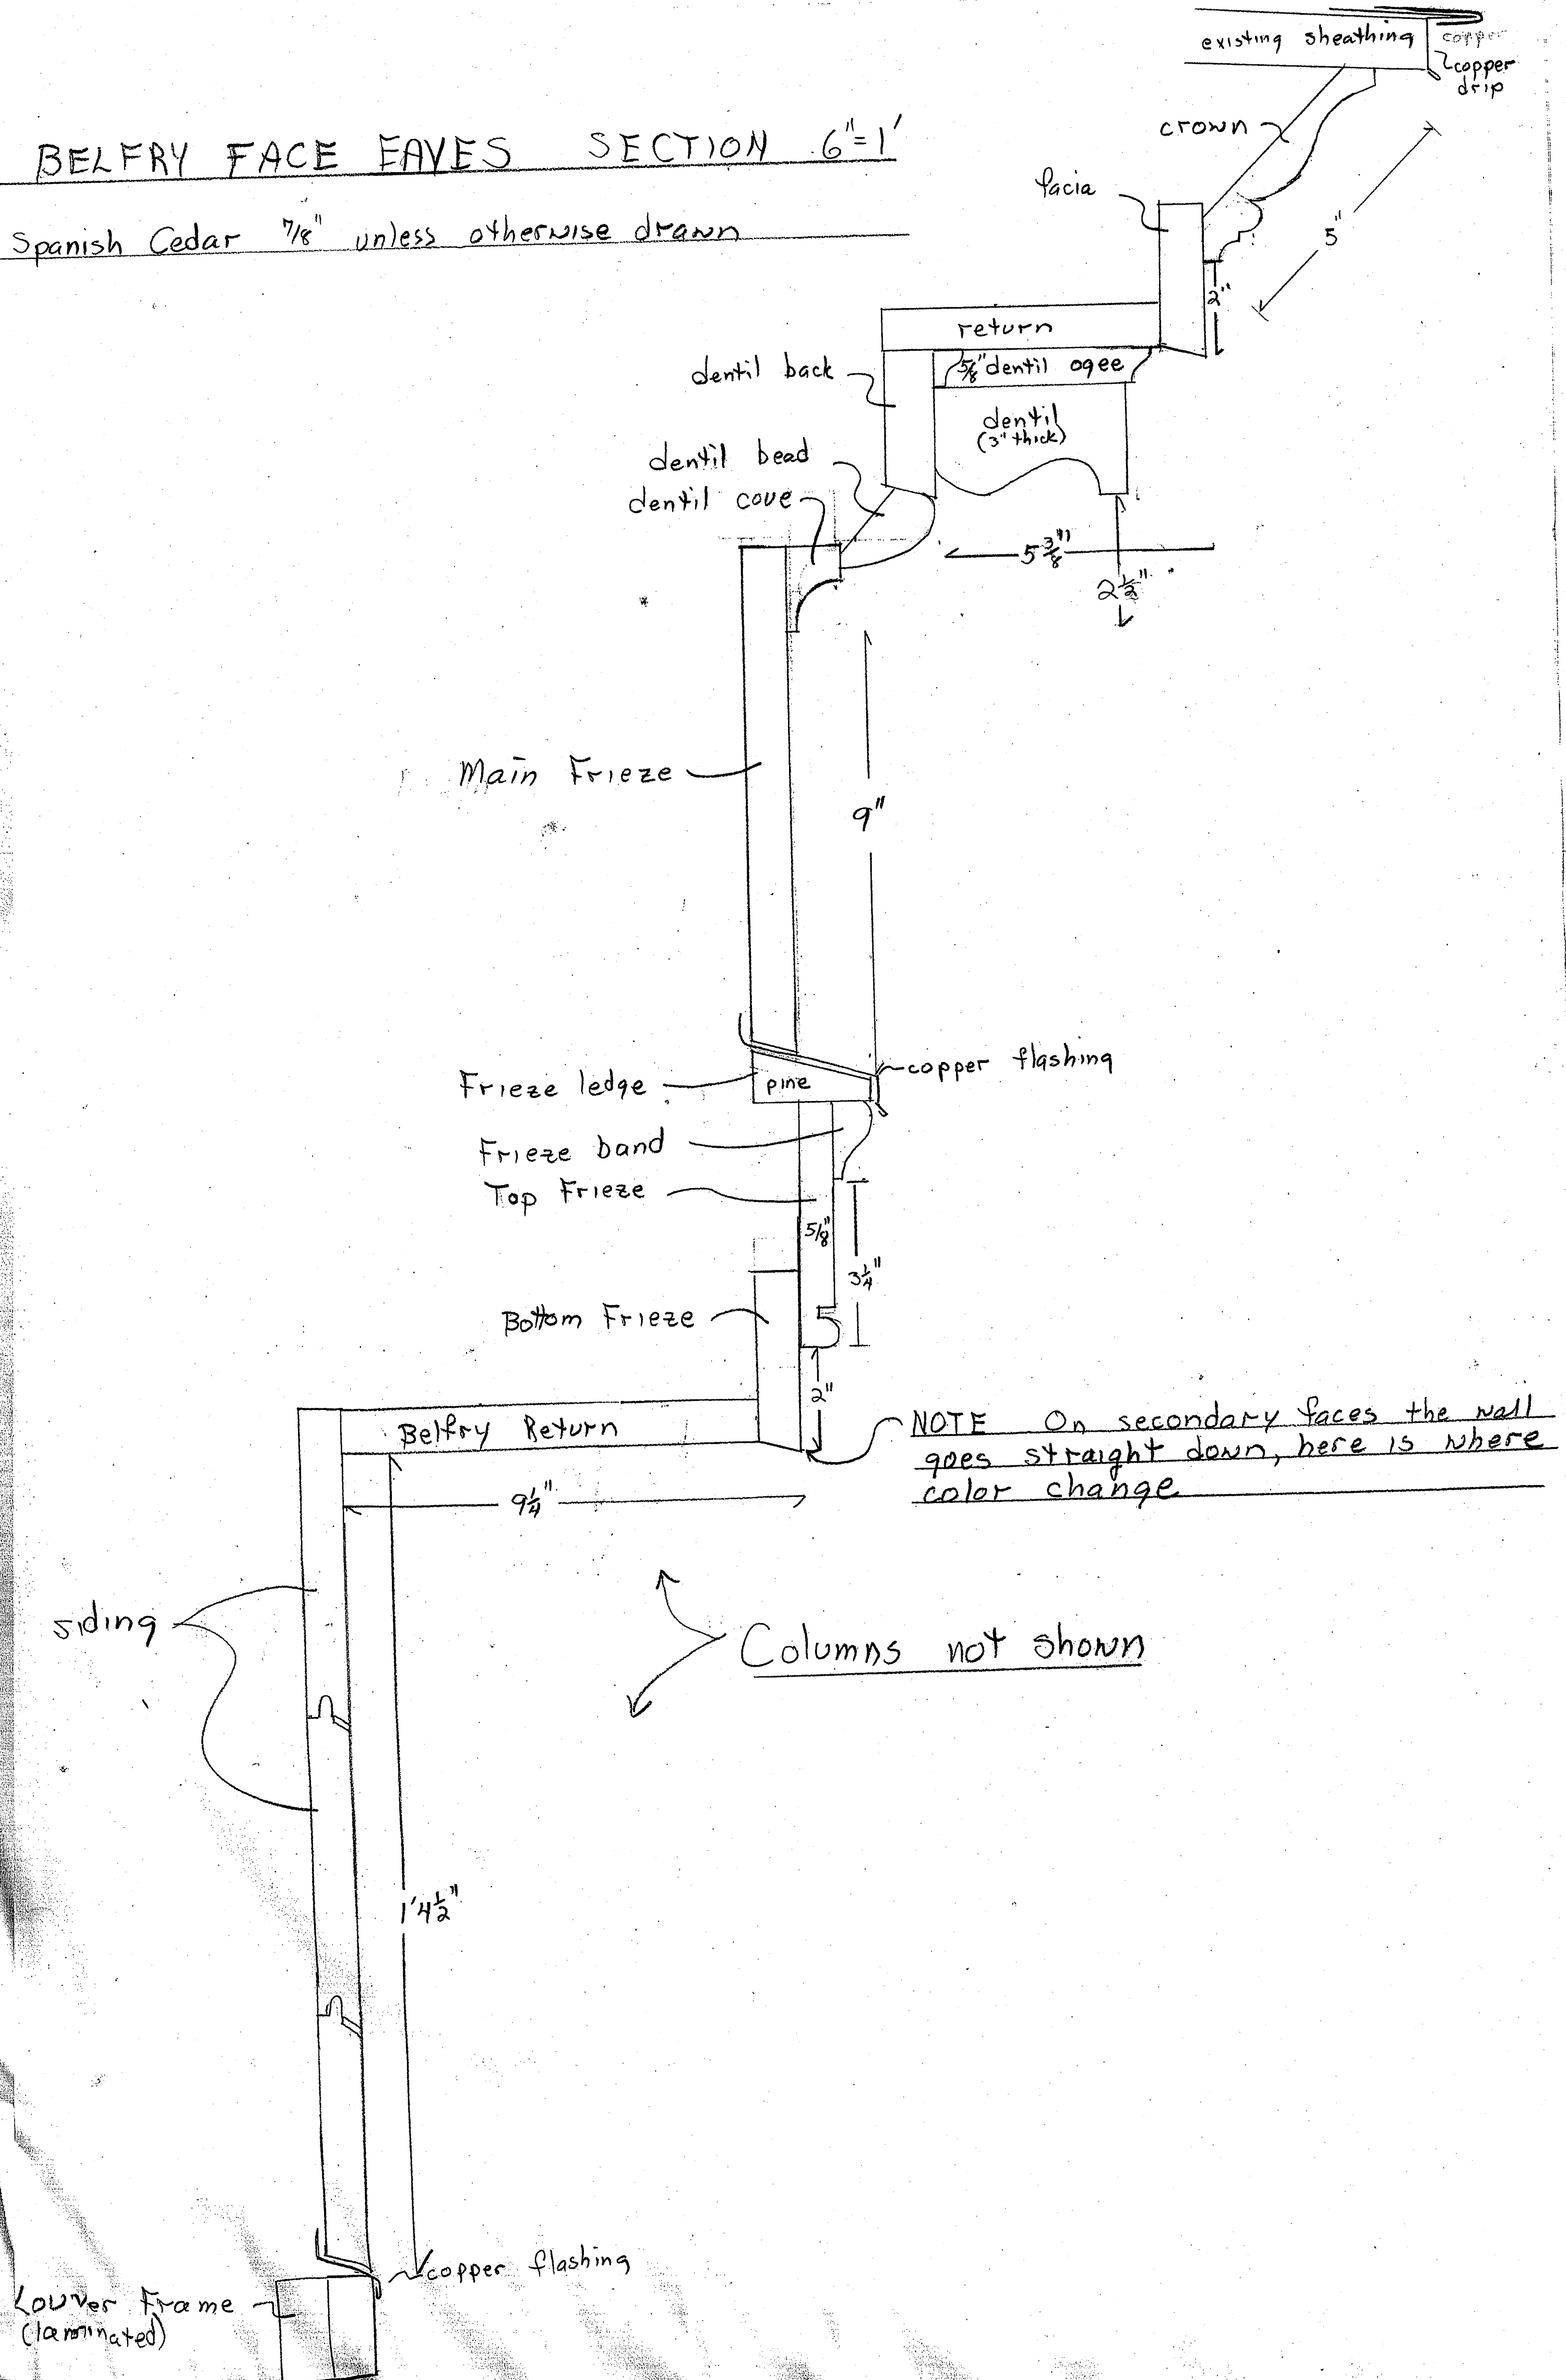 existing sheathing
copper
copper
drip
crown
BELFRY FACE EAVES SECTION 6"=1'
facia
5"
Spanish Cedar 7/8" unless otherwise drawn
2"
return
dentil back
5/8" dentil ogee
dentil
(3" thick)
dentil bead
dentil cove
5 3/8"
2 1/2"
Main Frieze
9"
copper flashing
Frieze ledge
pine
Frieze band
Top Frieze
5/8"
3 1/4"
Bottom Frieze
2"
Belfry Return
NOTE On secondary faces the wall
goes straight down, here is where
color change
9 1/4"
siding
Columns not shown
1'4 1/2"
copper flashing
Louver Frame
(laminated)